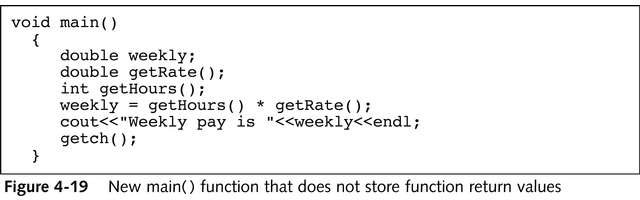 void main()
{
double weekly;
double getRate();
int getHours();
weekly = getHours() * getRate();
cout<<"Weekly pay is "<<weekly<<endl;
getch();
}
Figure 4-19 New main() function that does not store function return values